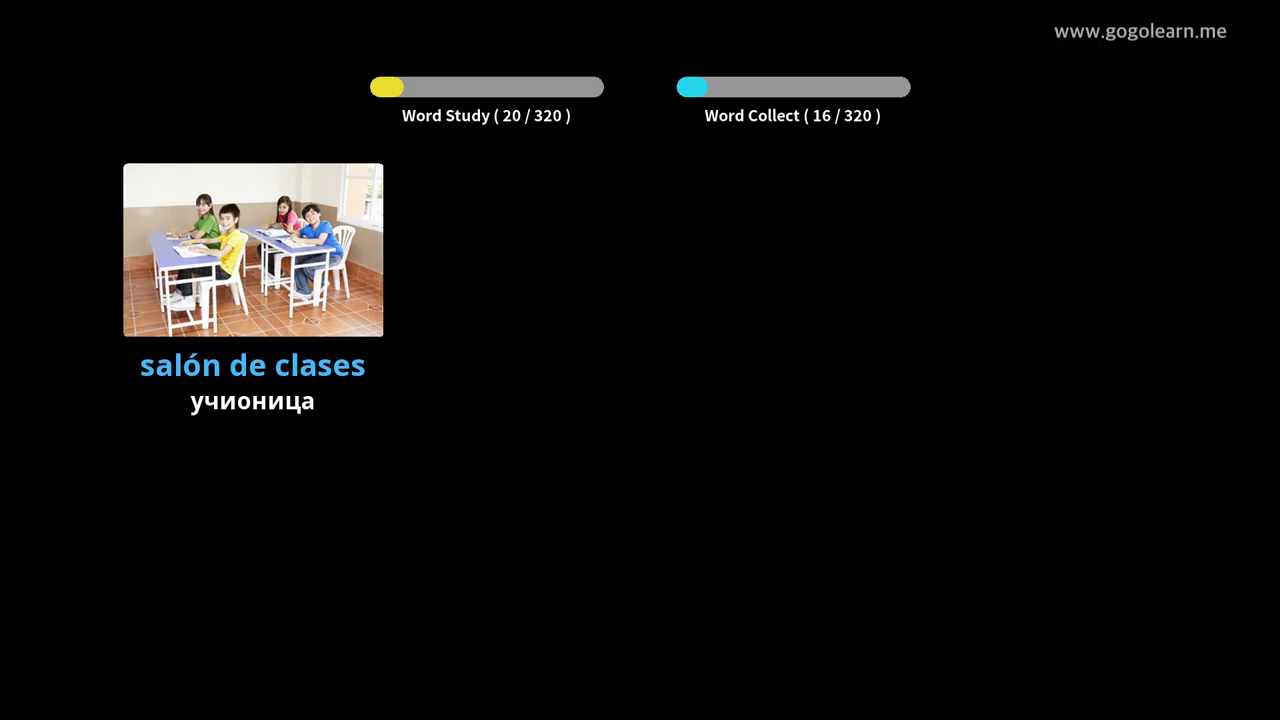 www.gogolearn.me
Word Study ( 20 / 320 )
Word Collect ( 16 / 320 )
salón de clases
учионица